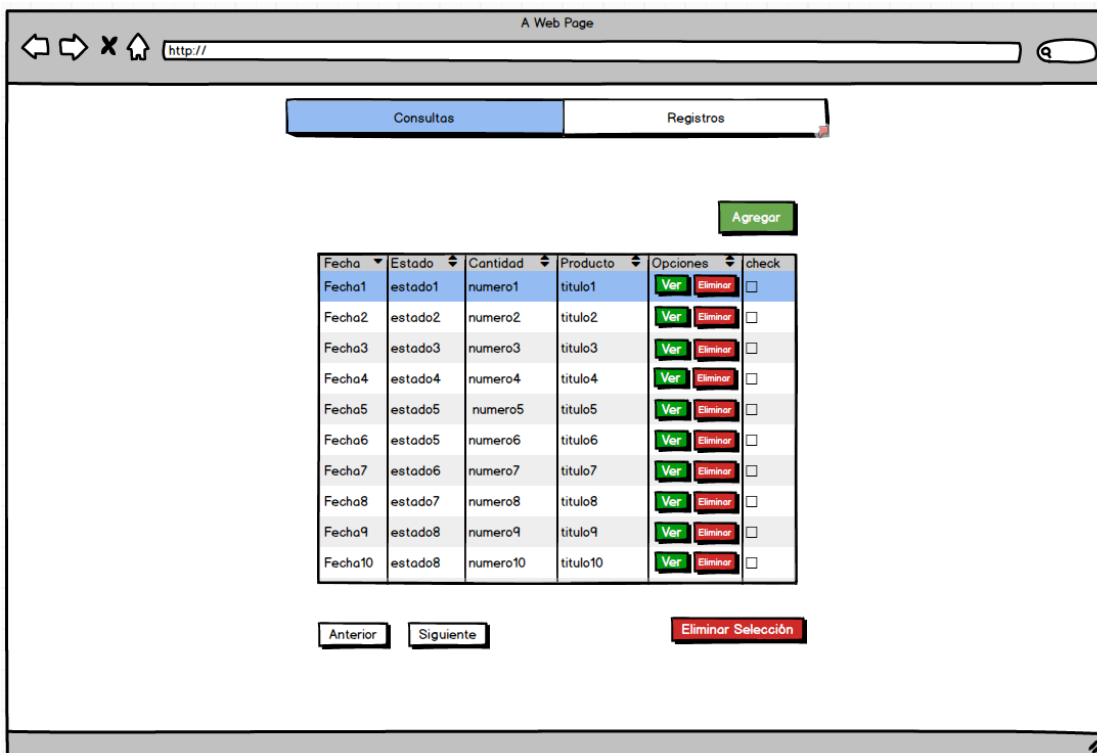 A Web Page
http://
Consultas Registros
Agregar
Fecha Estado Cantidad Producto Opciones check
Fecha1 estado1 numero1 titulo1 Ver Eliminar
Fecha2 estado2 numero2 titulo2 Ver Eliminar
Fecha3 estado3 numero3 titulo3 Ver Eliminar
Fecha4 estado4 numero4 titulo4 Ver Eliminar
Fecha5 estado5 numero5 titulo5 Ver Eliminar
Fecha6 estado5 numero6 titulo6 Ver Eliminar
Fecha7 estado6 numero7 titulo7 Ver Eliminar
Fecha8 estado7 numero8 titulo8 Ver Eliminar
Fecha9 estado8 numero9 titulo9 Ver Eliminar
Fecha10 estado8 numero10 titulo10 Ver Eliminar
Anterior Siguiente Eliminar Selección